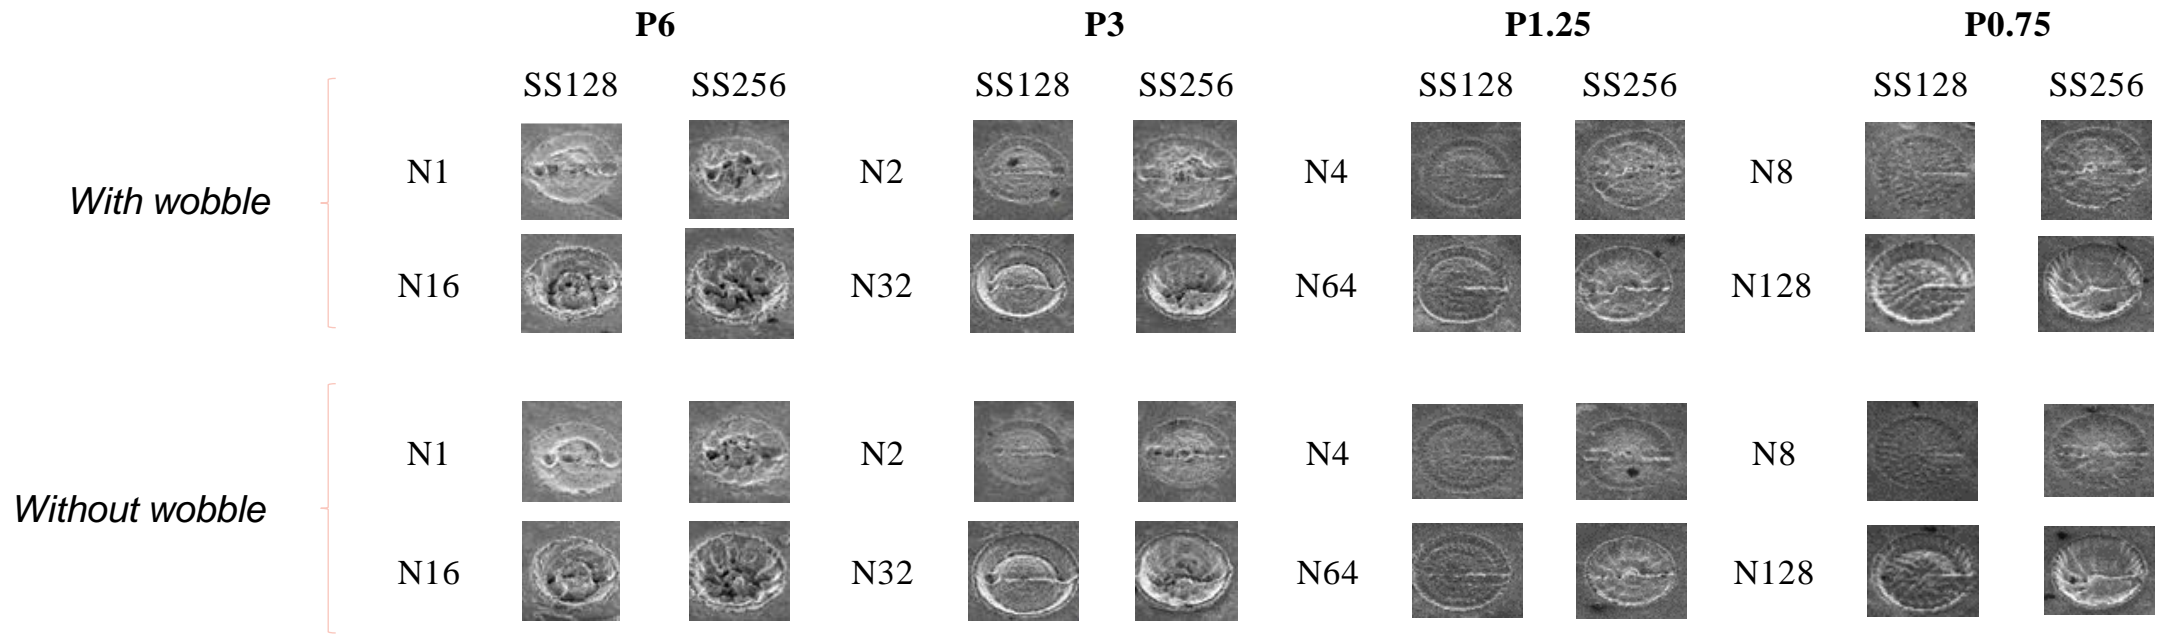 P6 P3 P1.25 P0.75
SS128 SS256 SS128 SS256 SS128 SS256 SS128 SS256
With wobble
N1 N2 N4 N8
N16 N32 N64 N128
Without wobble
N1 N2 N4 N8
N16 N32 N64 N128